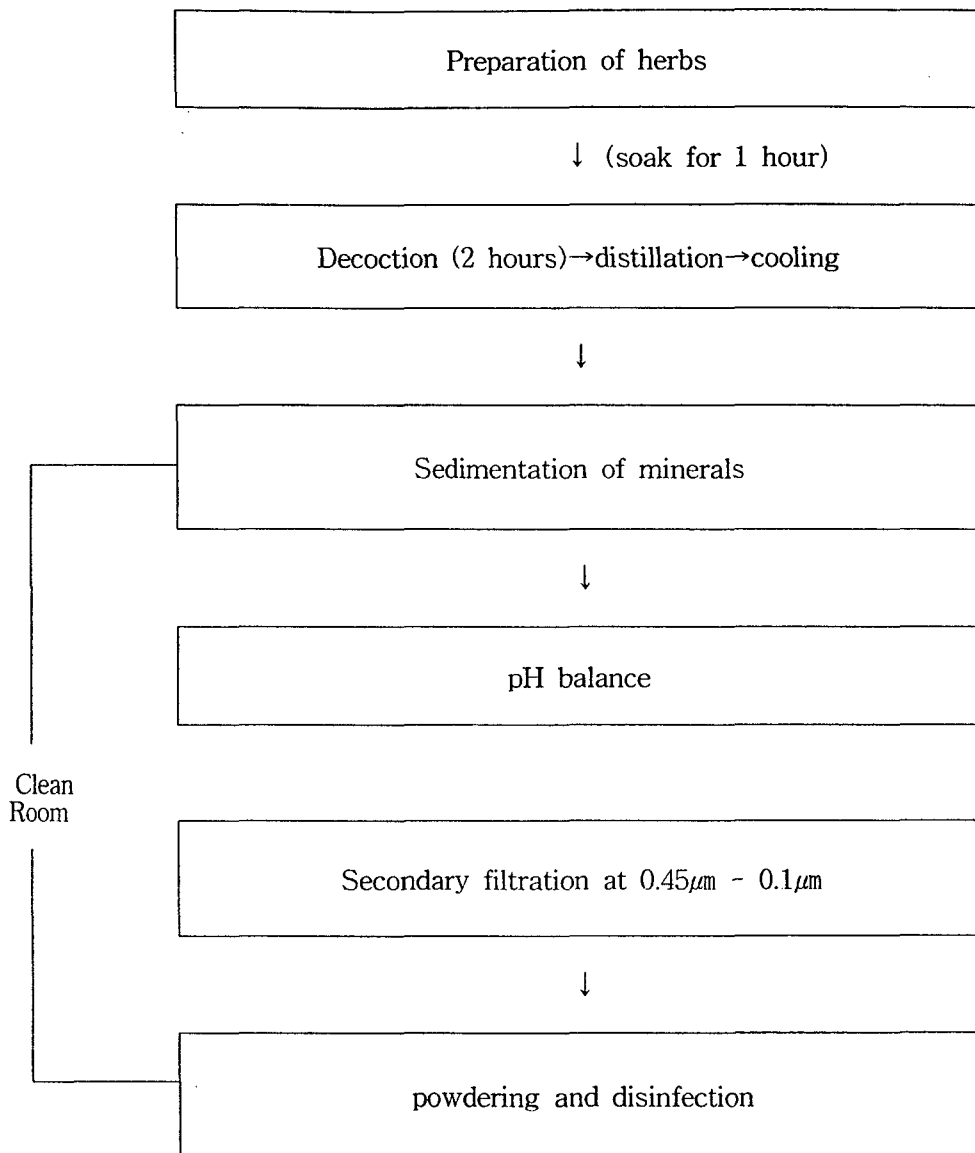 Preparation of herbs
↓ (soak for 1 hour)
Decoction (2 hours)→distillation→cooling
↓
Sedimentation of minerals
↓
pH balance
Clean
Room
Secondary filtration at 0.45㎛ - 0.1㎛
↓
powdering and disinfection